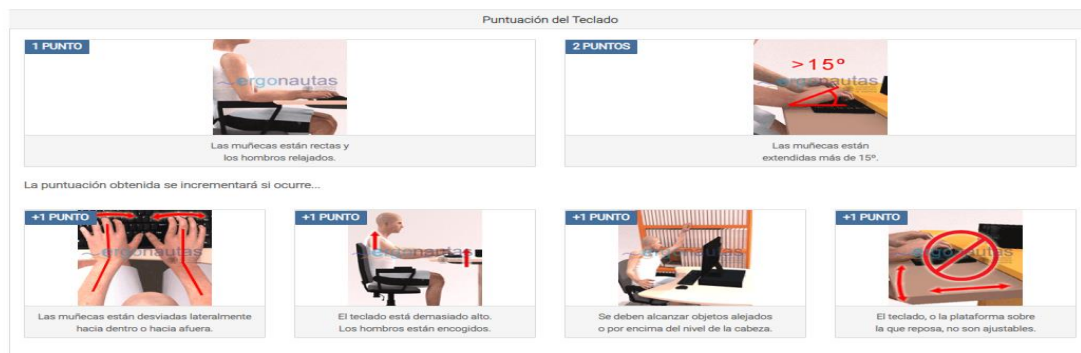 Puntuación del Teclado
1 PUNTO
ergonautas
Las muñecas están rectas y
los hombros relajados.
2 PUNTOS
>15º
ergonautas
Las muñecas están
extendidas más de 15º.
La puntuación obtenida se incrementará si ocurre...
+1 PUNTO
ergonautas
Las muñecas están desviadas lateralmente
hacia dentro o hacia afuera.
+1 PUNTO
ergonautas
El teclado está demasiado alto.
Los hombros están encogidos.
+1 PUNTO
ergonautas
Se deben alcanzar objetos alejados
o por encima del nivel de la cabeza.
+1 PUNTO
ergonautas
El teclado, o la plataforma sobre
la que reposa, no son ajustables.